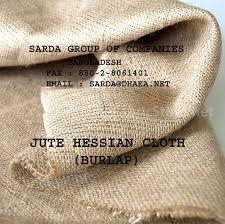 SARDA GROUP OF COMPANIES
BANGLADESH
FAX : 880-2-8061401
EMAIL : SARDA@DHAKA.NET
JUTE HESSIAN CLOTH
(BURLAP)